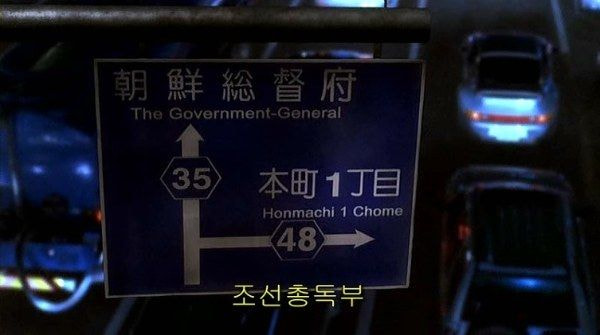 朝鮮総督府
The Government-General
35
本町1丁目
Honmachi 1 Chome
48
조선총독부